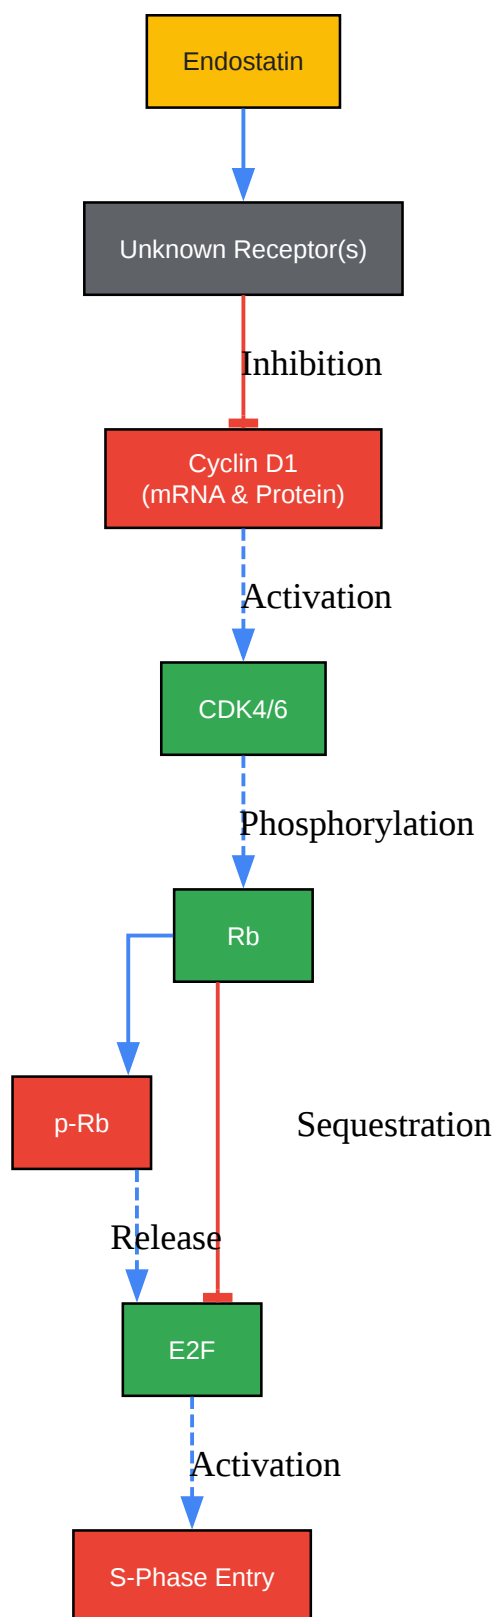 Endostatin
Unknown Receptor(s)
Inhibition
Cyclin D1
(mRNA & Protein)
Activation
CDK4/6
Phosphorylation
Rb
p-Rb
Sequestration
Release
E2F
Activation
S-Phase Entry